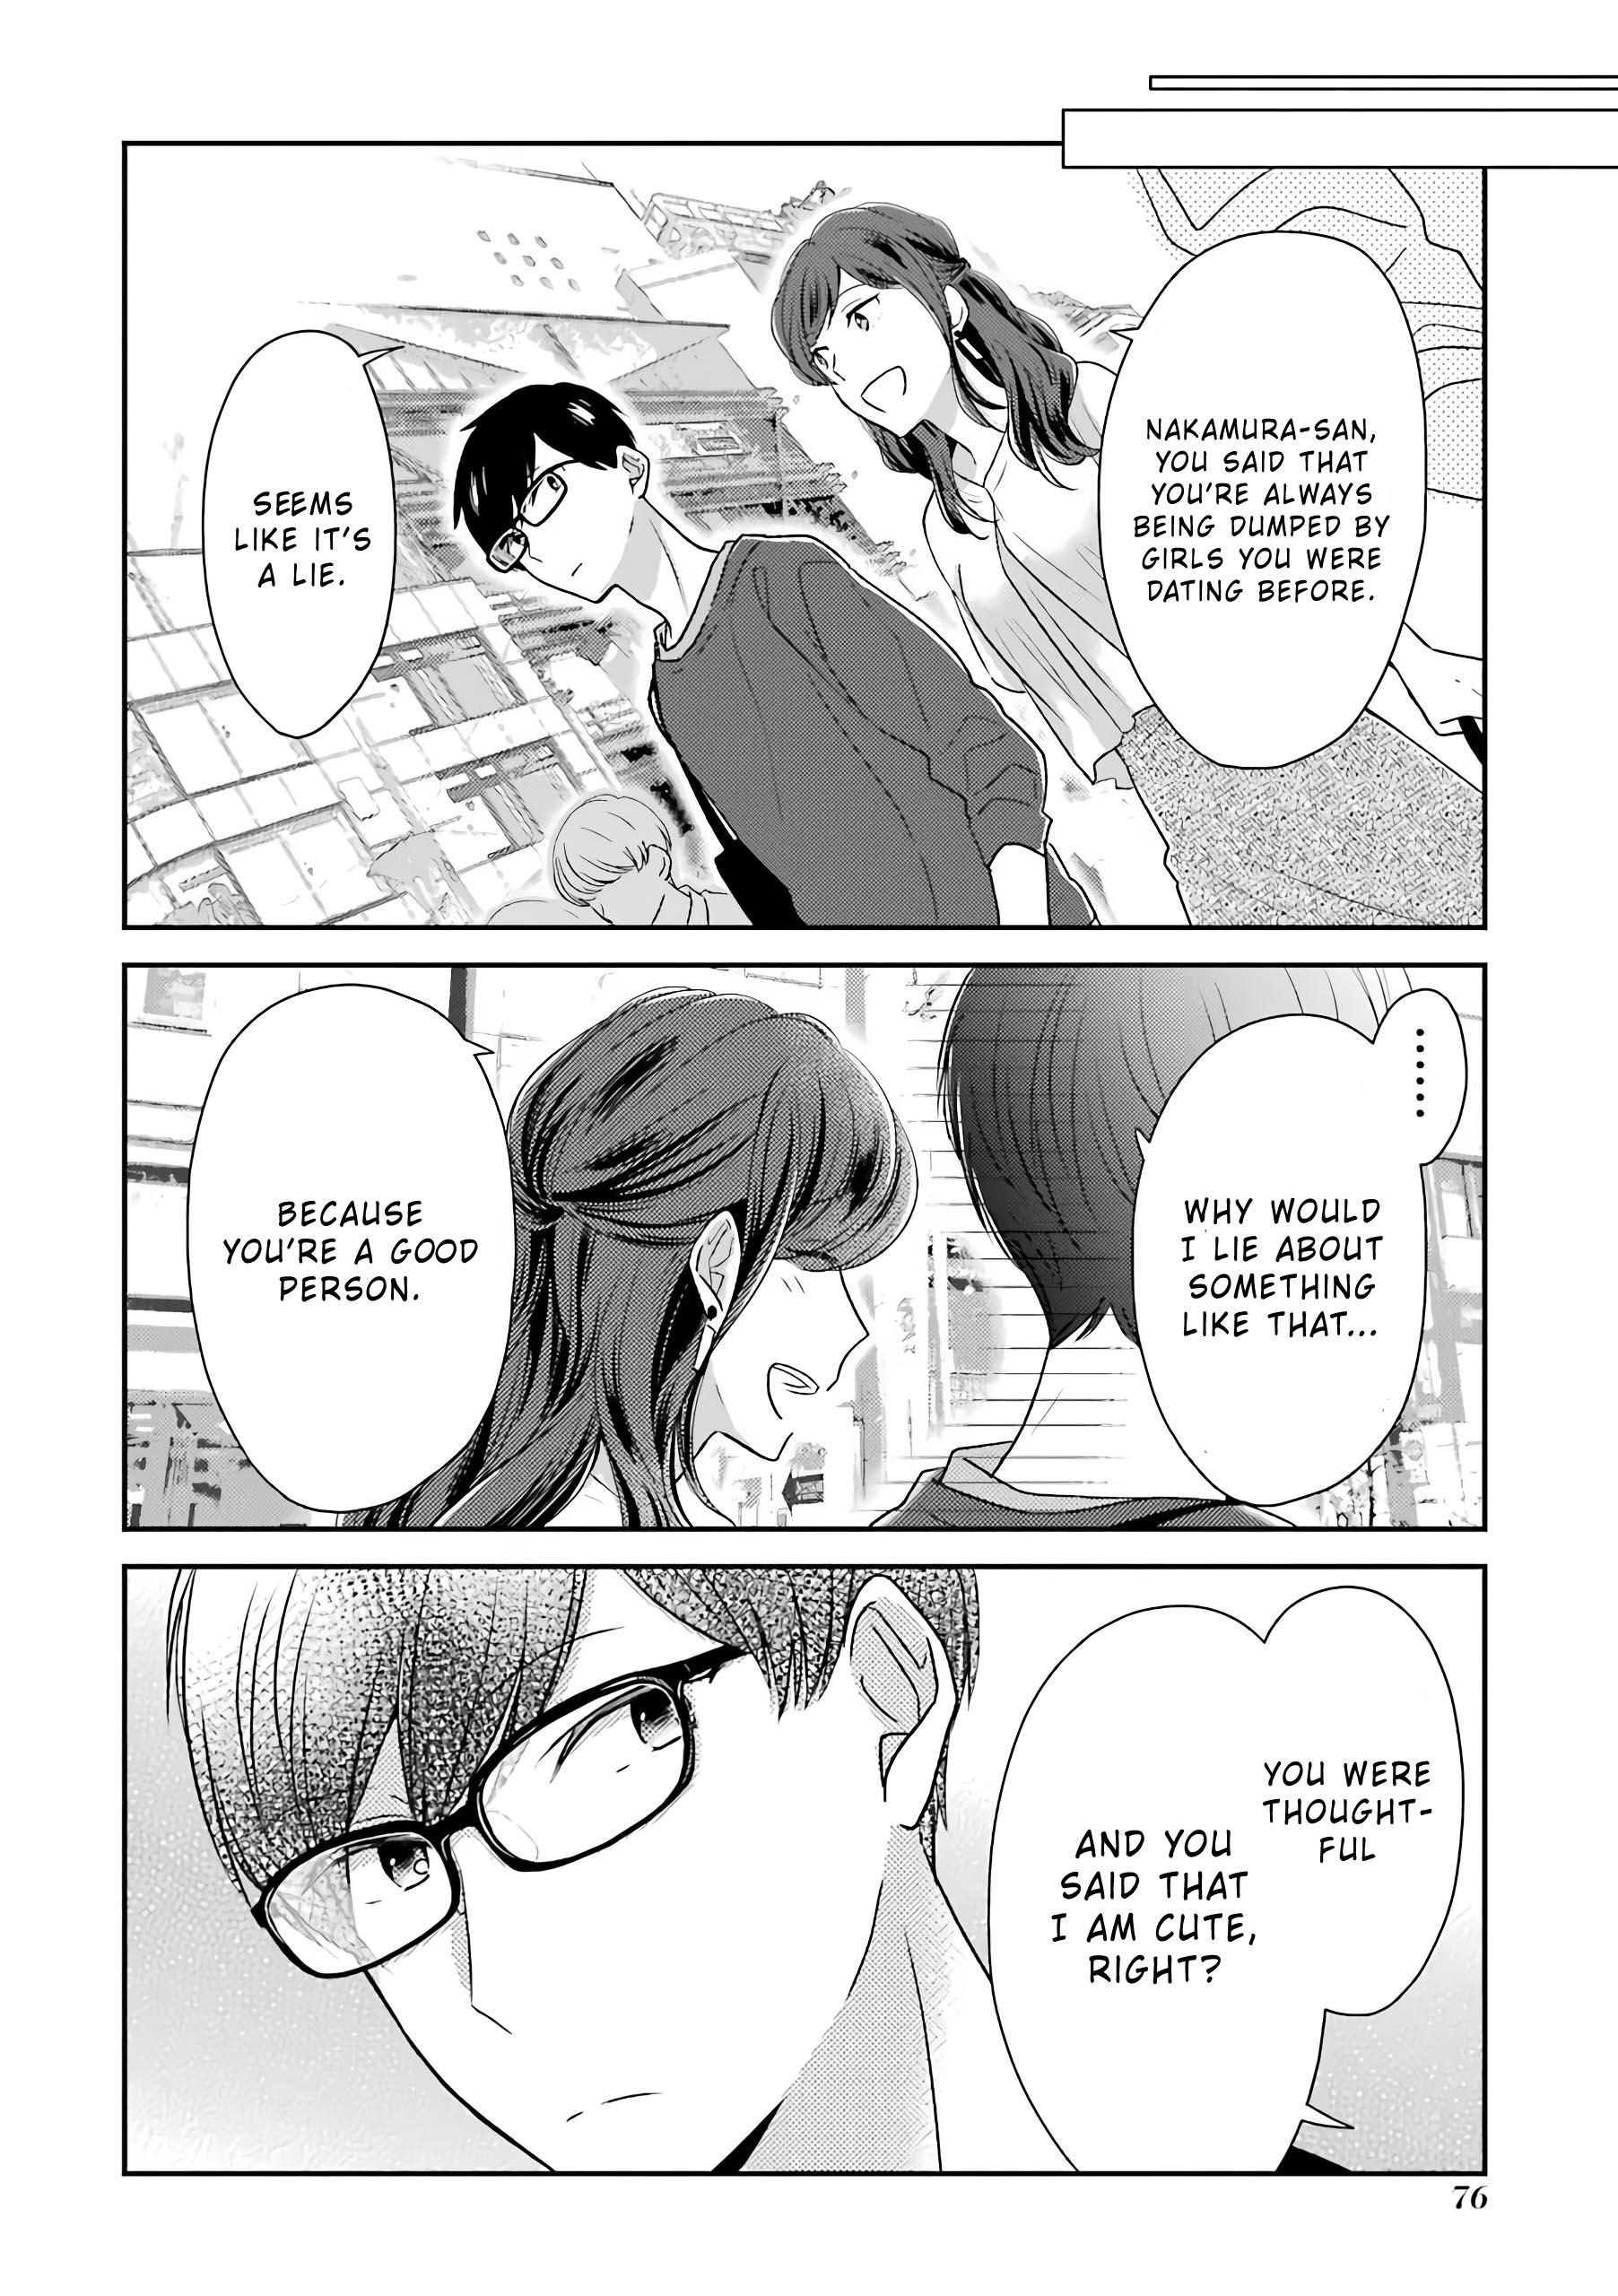 NAKAMURA-SAN,
YOU SAID THAT
YOU'RE ALWAYS
BEING DUMPED BY
GIRLS YOU WERE
DATING BEFORE.
SEEMS
LIKE IT'S
A LIE.
......
WHY WOULD
I LIE ABOUT
SOMETHING
LIKE THAT...
BECAUSE
YOU'RE A GOOD
PERSON.
YOU WERE
THOUGHT-
FUL
AND YOU
SAID THAT
I AM CUTE,
RIGHT?
76